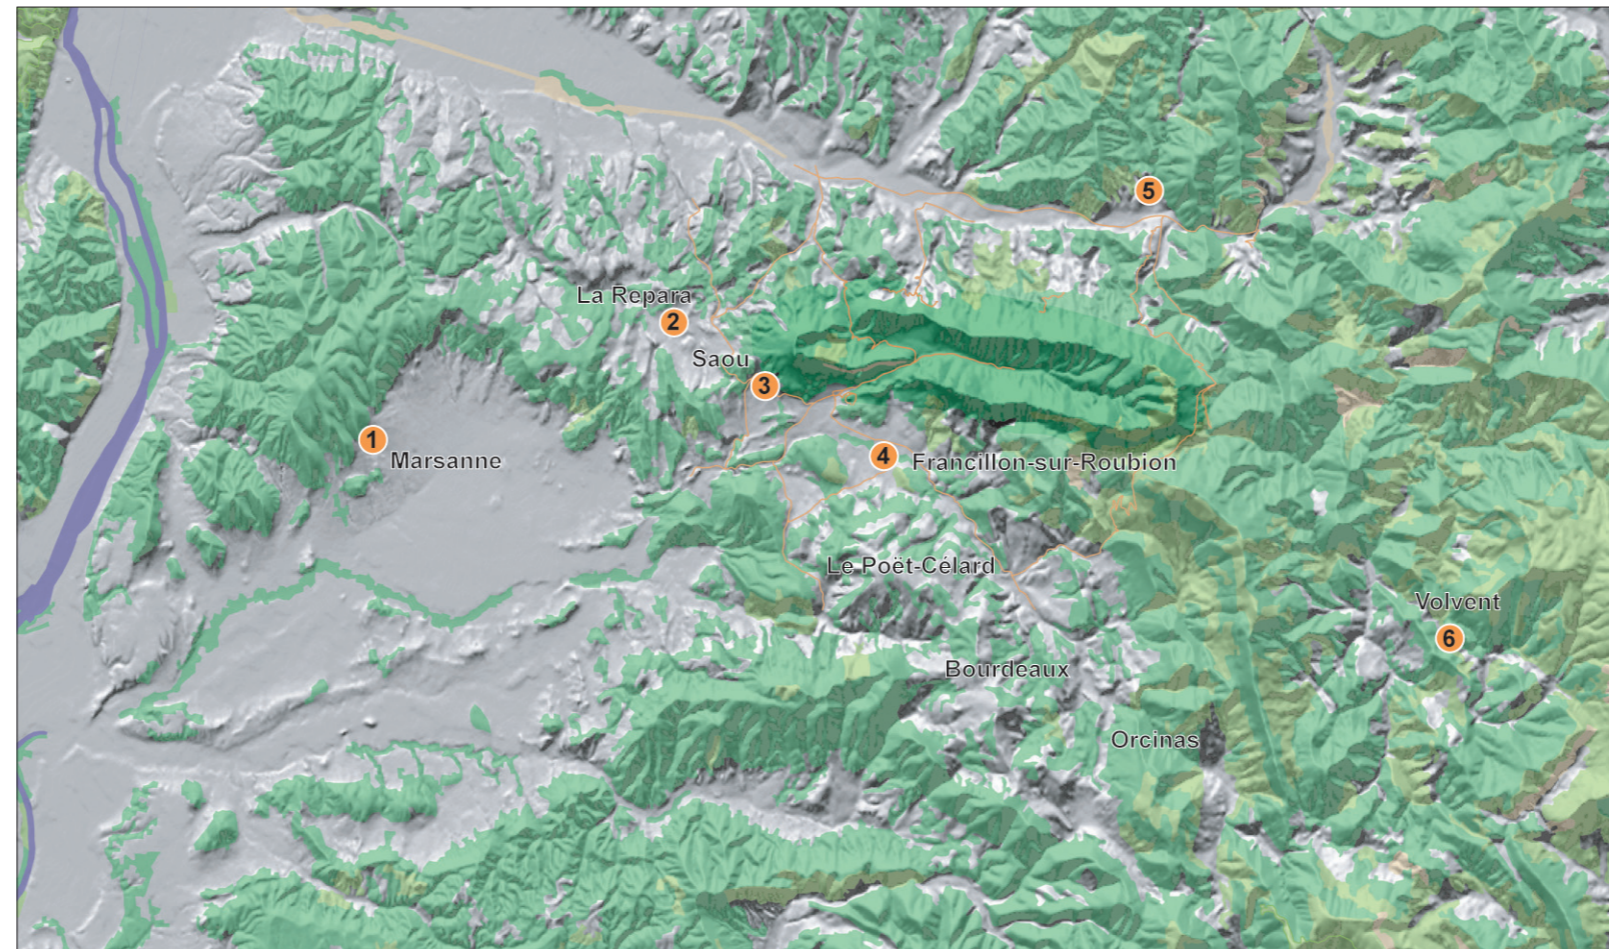 5
La Repara
2
Saou
3
1
Marsanne
4
Francillon-sur-Roubion
Le Poët-Célard
Volvent
6
Bourdeaux
Orcinas